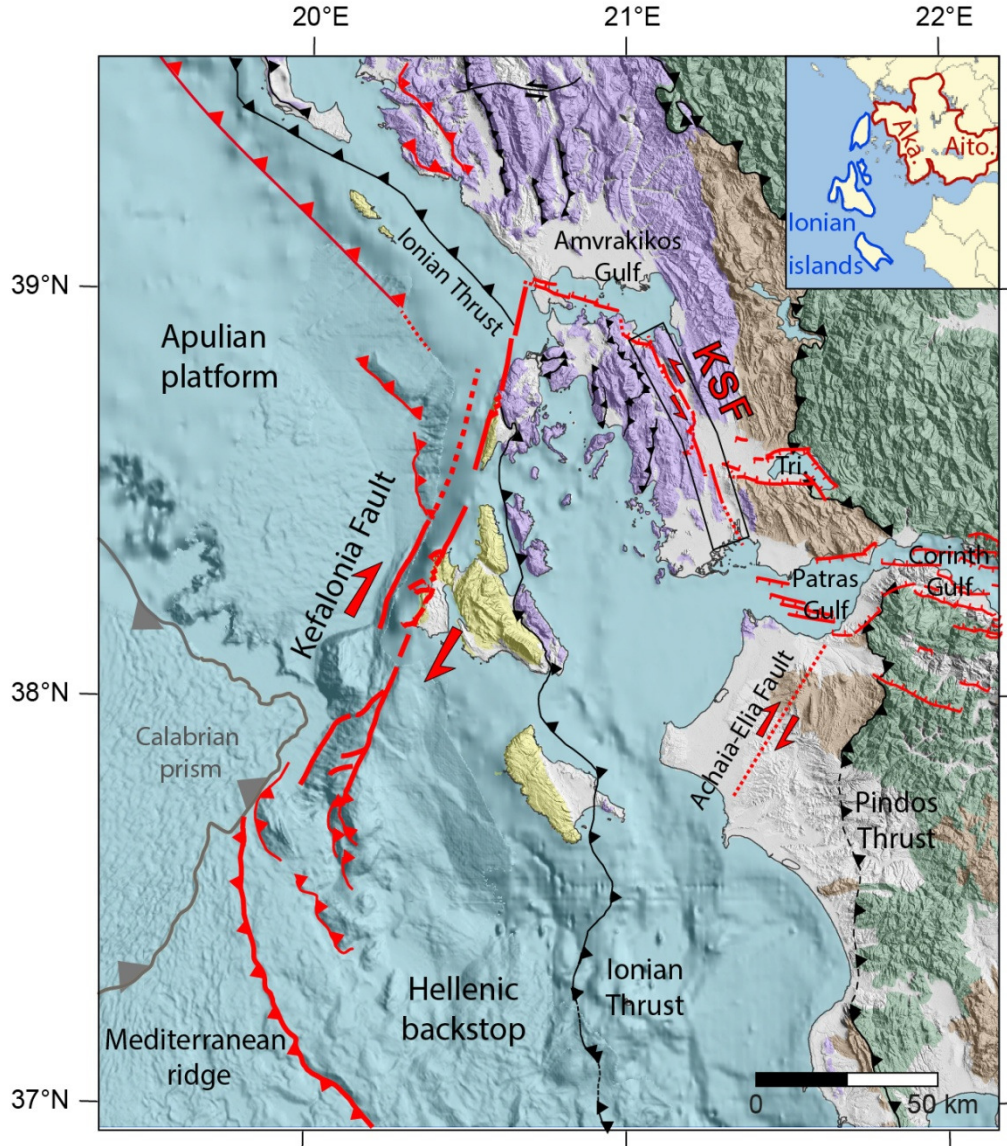 20°E
21°E
22°E
39°N
38°N
37°N
Aka.
Aito.
Ionian
islands
Amvrakikos
Gulf
Ionian Thrust
Apulian
platform
KSF
Tri.
Kefalonia Fault
Patras
Gulf
Corinth
Gulf
Achaia-Elia Fault
Calabrian
prism
Pindos
Thrust
Hellenic
backstop
Ionian
Thrust
Mediterranean
ridge
0
50 km